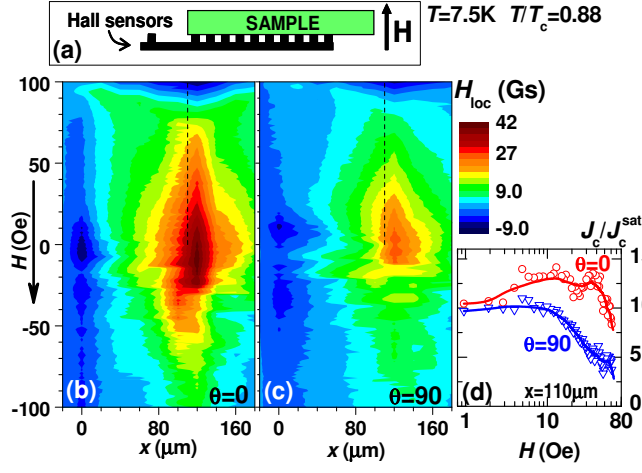 Hall sensors
SAMPLE
H
T=7.5K T/Tc=0.88
(a)
Hloc (Gs)
42
27
9.0
-9.0
100
50
0
-50
-100
H (Oe)
(b)
θ=0
0 80 160
x (μm)
(c)
θ=90
0 80 160
x (μm)
Jc/Jcsat
θ=0
θ=90
1
1
5
0
(d)
x=110μm
1 10 80
H (Oe)